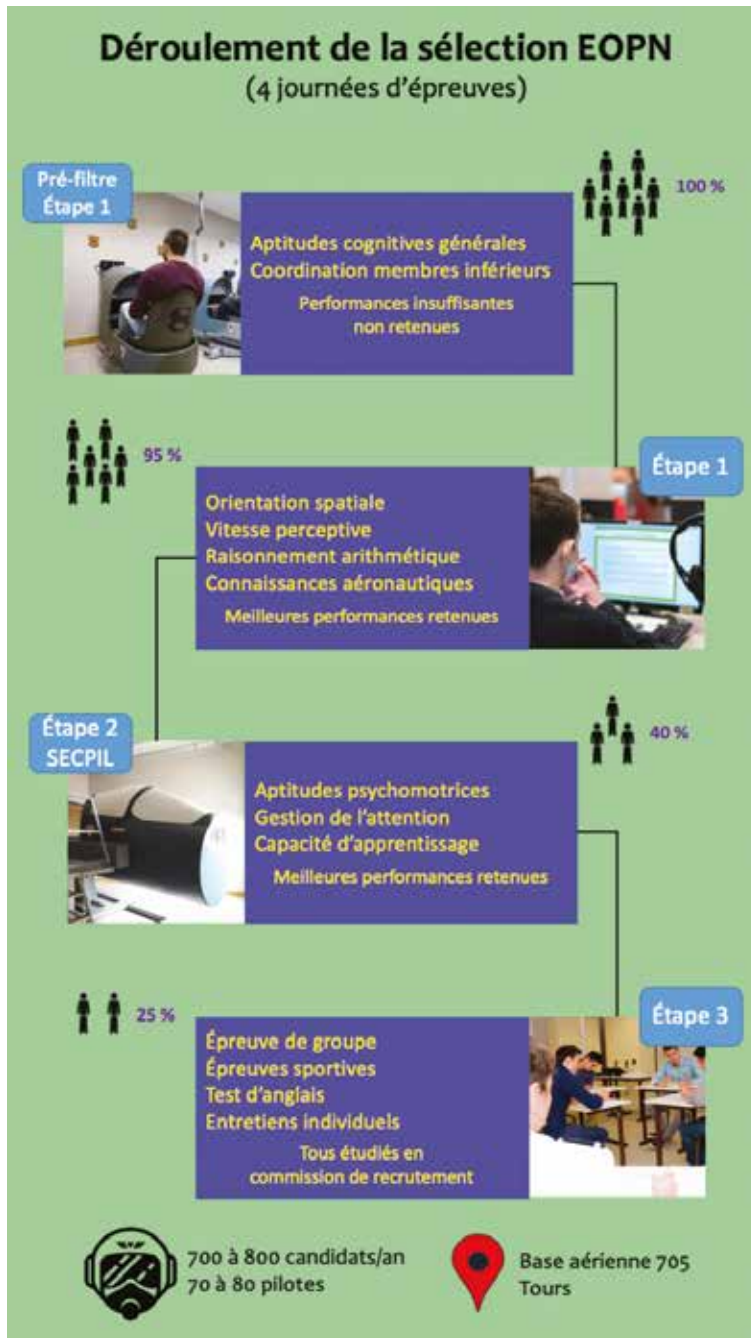 Déroulement de la sélection EOPN
(4 journées d'épreuves)
Pré-filtre
Étape 1
100 %
Aptitudes cognitives générales
Coordination membres inférieurs
Performances insuffisantes
non retenues
95 %
Étape 1
Orientation spatiale
Vitesse perceptive
Raisonnement arithmétique
Connaissances aéronautiques
Meilleures performances retenues
Étape 2
SECPIL
40 %
Aptitudes psychomotrices
Gestion de l'attention
Capacité d'apprentissage
Meilleures performances retenues
25 %
Étape 3
Épreuve de groupe
Épreuves sportives
Test d'anglais
Entretiens individuels
Tous étudiés en
commission de recrutement
700 à 800 candidats/an
70 à 80 pilotes
Base aérienne 705
Tours